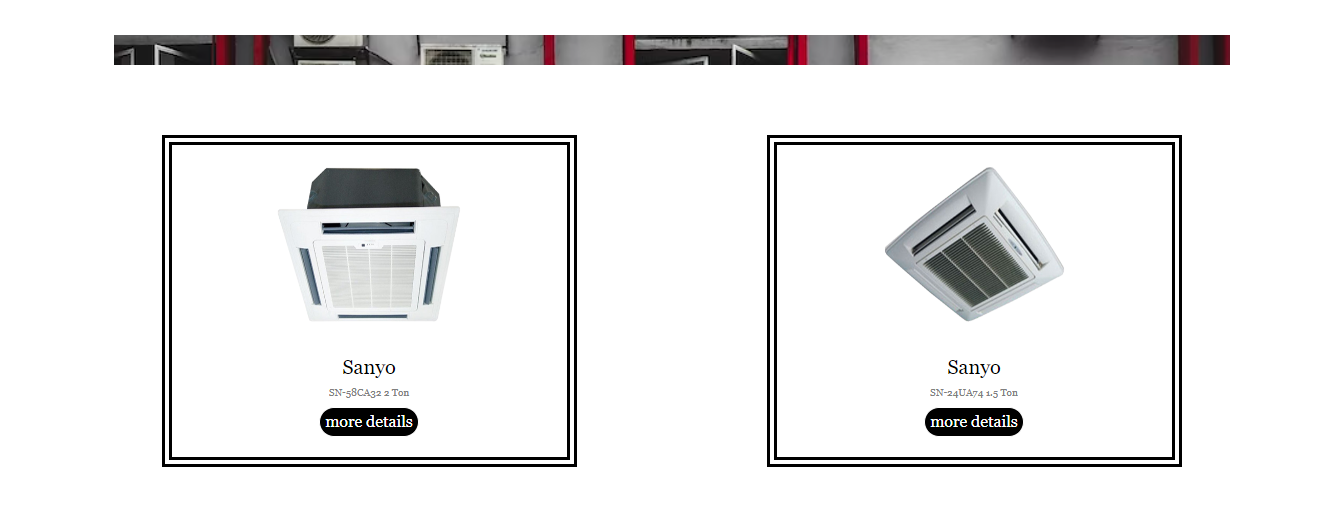 Sanyo
SN-58CA32 2 Ton
more details
Sanyo
SN-24UA74 1.5 Ton
more details